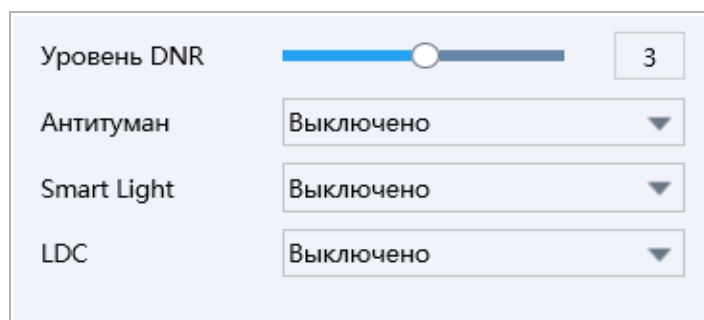 Уровень DNR 3
Антитуман Выключено
Smart Light Выключено
LDC Выключено